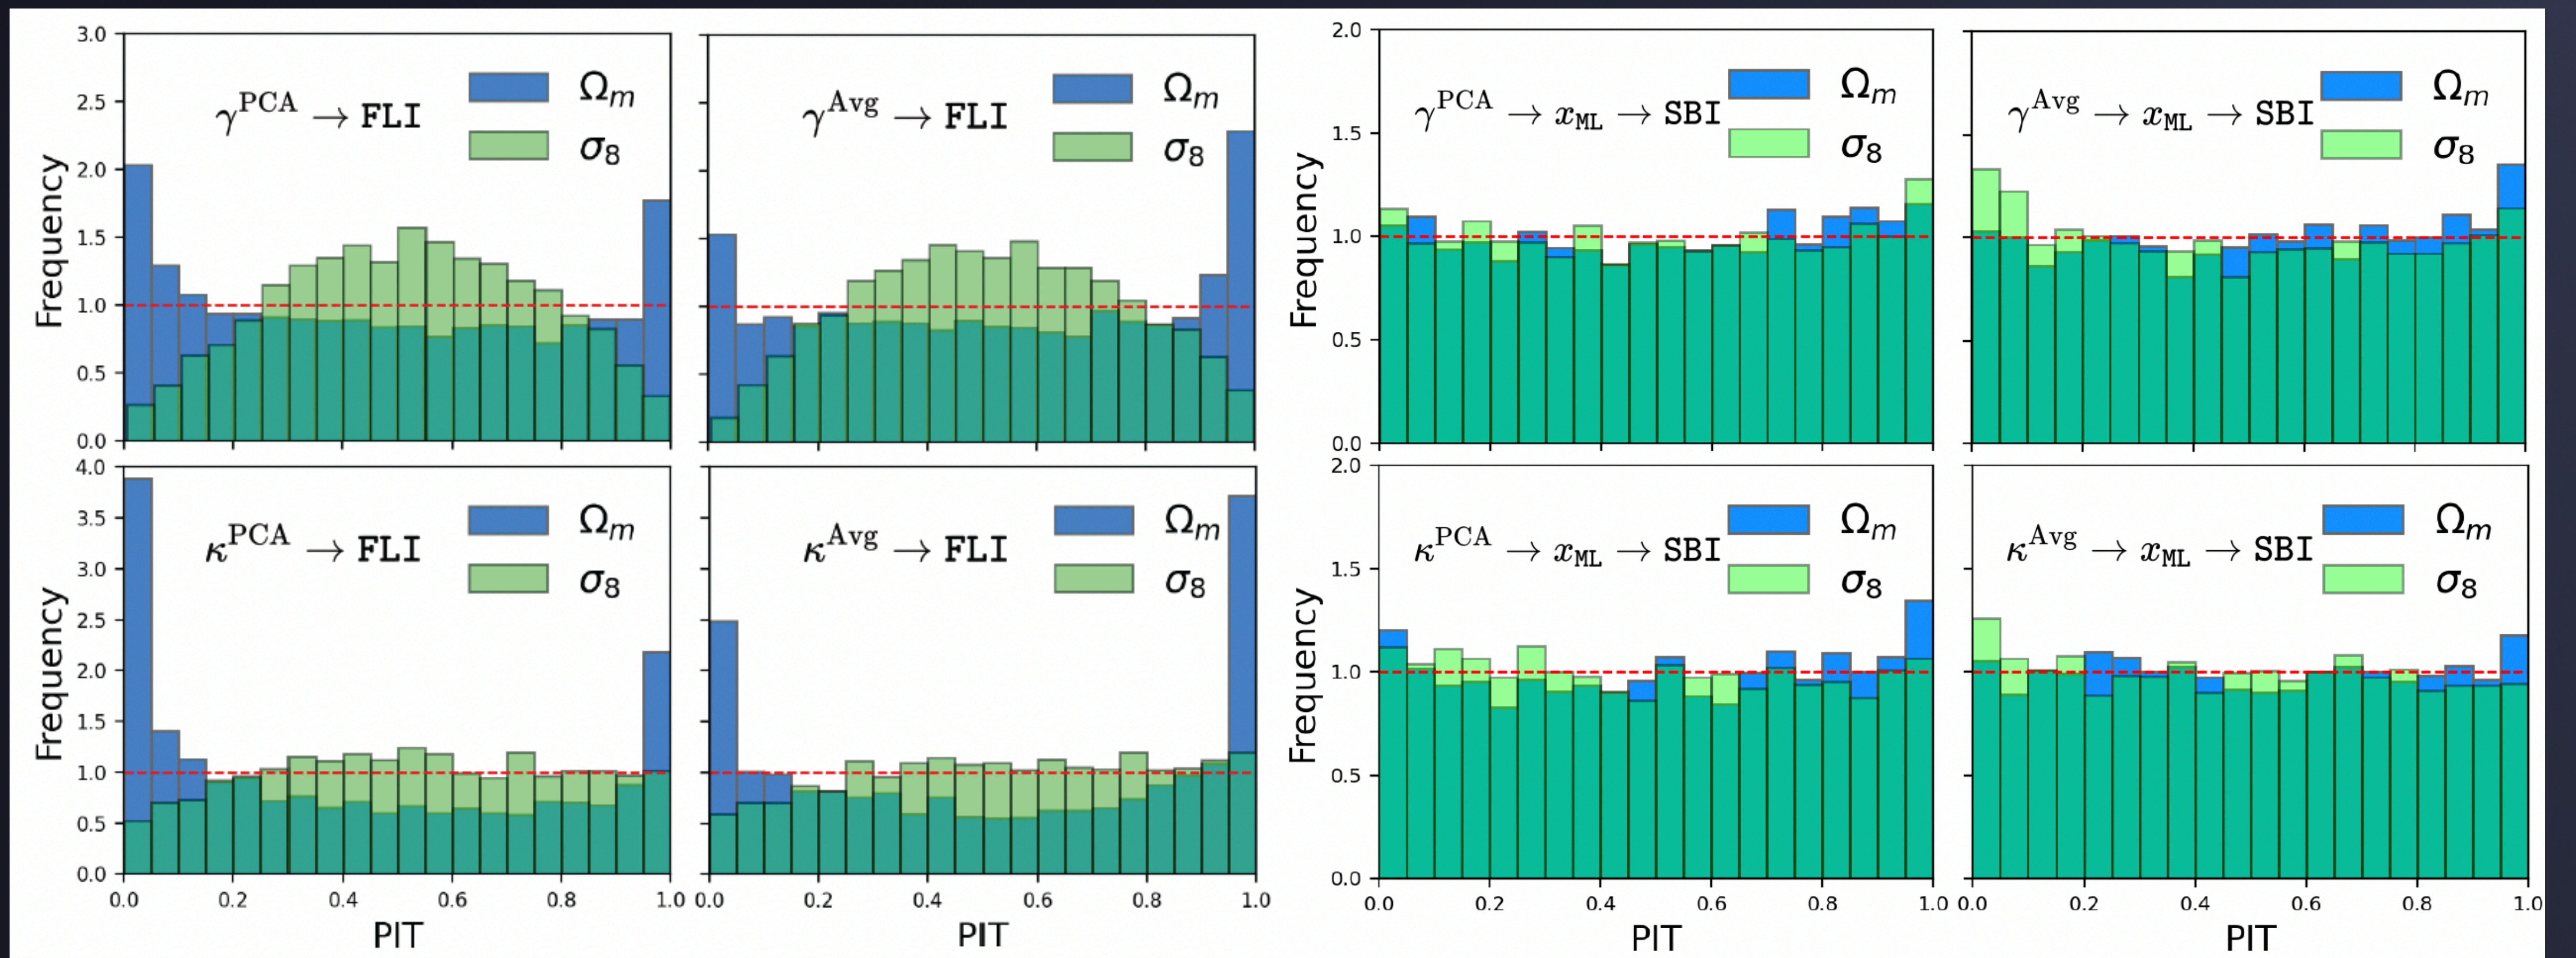 3.0
2.5
2.0
1.5
1.0
0.5
0.0
Frequency
γ^PCA → FLI
Ω_m
σ_8
γ^Avg → FLI
Ω_m
σ_8
4.0
3.5
3.0
2.5
2.0
1.5
1.0
0.5
0.0
Frequency
κ^PCA → FLI
Ω_m
σ_8
0.0 0.2 0.4 0.6 0.8 1.0
PIT
κ^Avg → FLI
Ω_m
σ_8
0.0 0.2 0.4 0.6 0.8 1.0
PIT
2.0
1.5
1.0
0.5
0.0
Frequency
γ^PCA → x_ML → SBI
Ω_m
σ_8
γ^Avg → x_ML → SBI
Ω_m
σ_8
2.0
1.5
1.0
0.5
0.0
Frequency
κ^PCA → x_ML → SBI
Ω_m
σ_8
0.0 0.2 0.4 0.6 0.8 1.0
PIT
κ^Avg → x_ML → SBI
Ω_m
σ_8
0.0 0.2 0.4 0.6 0.8 1.0
PIT